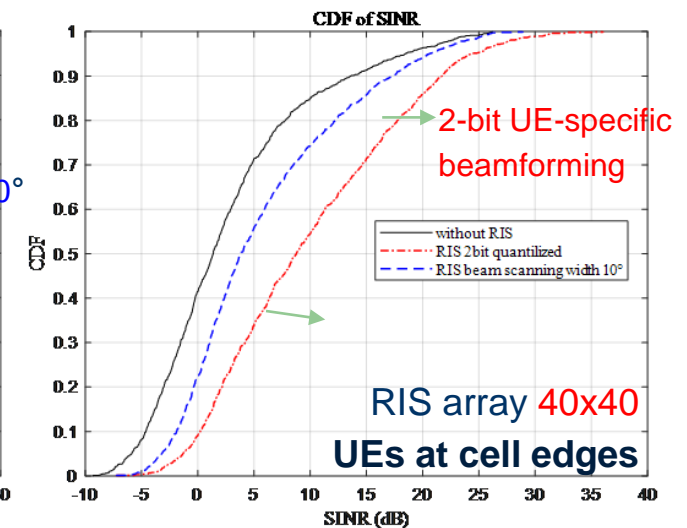 CDF of SINR
1
0.9
0.8
0.7
0.6
0.5
0.4
0.3
0.2
0.1
0
CDF
0°
2-bit UE-specific
beamforming
without RIS
RIS 2bit quantilized
RIS beam scanning width 10°
RIS array 40x40
UEs at cell edges
0
-10 -5 0 5 10 15 20 25 30 35 40
SINR (dB)